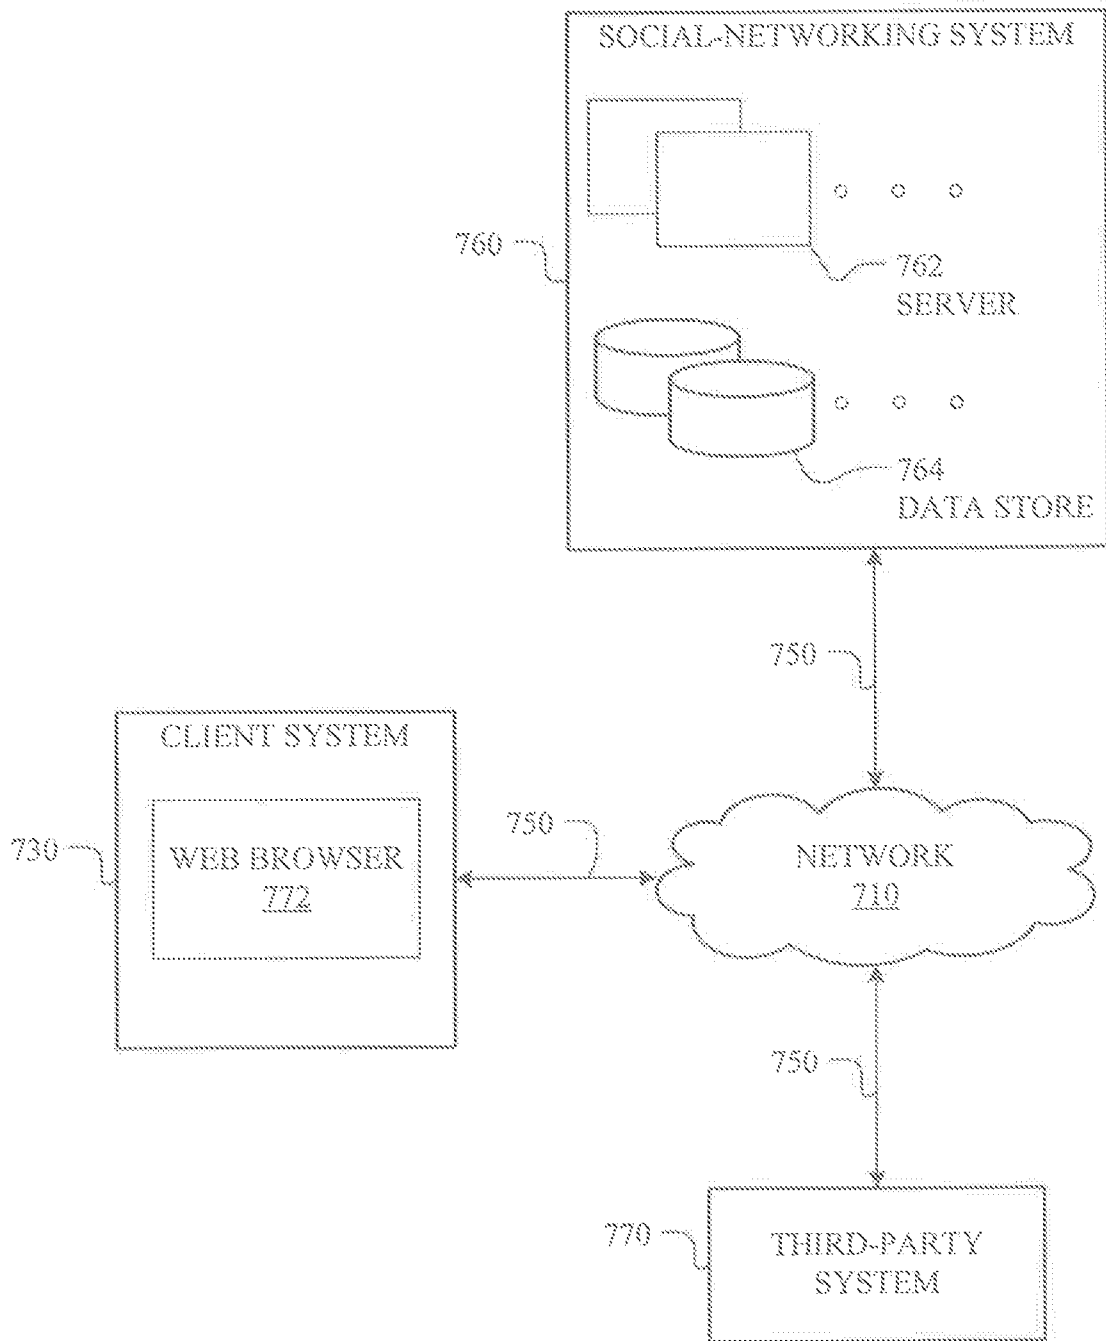 SOCIAL-NETWORKING SYSTEM
760
762
SERVER
764
DATA STORE
750
CLIENT SYSTEM
730
WEB BROWSER
772
750
NETWORK
710
750
770
THIRD-PARTY
SYSTEM